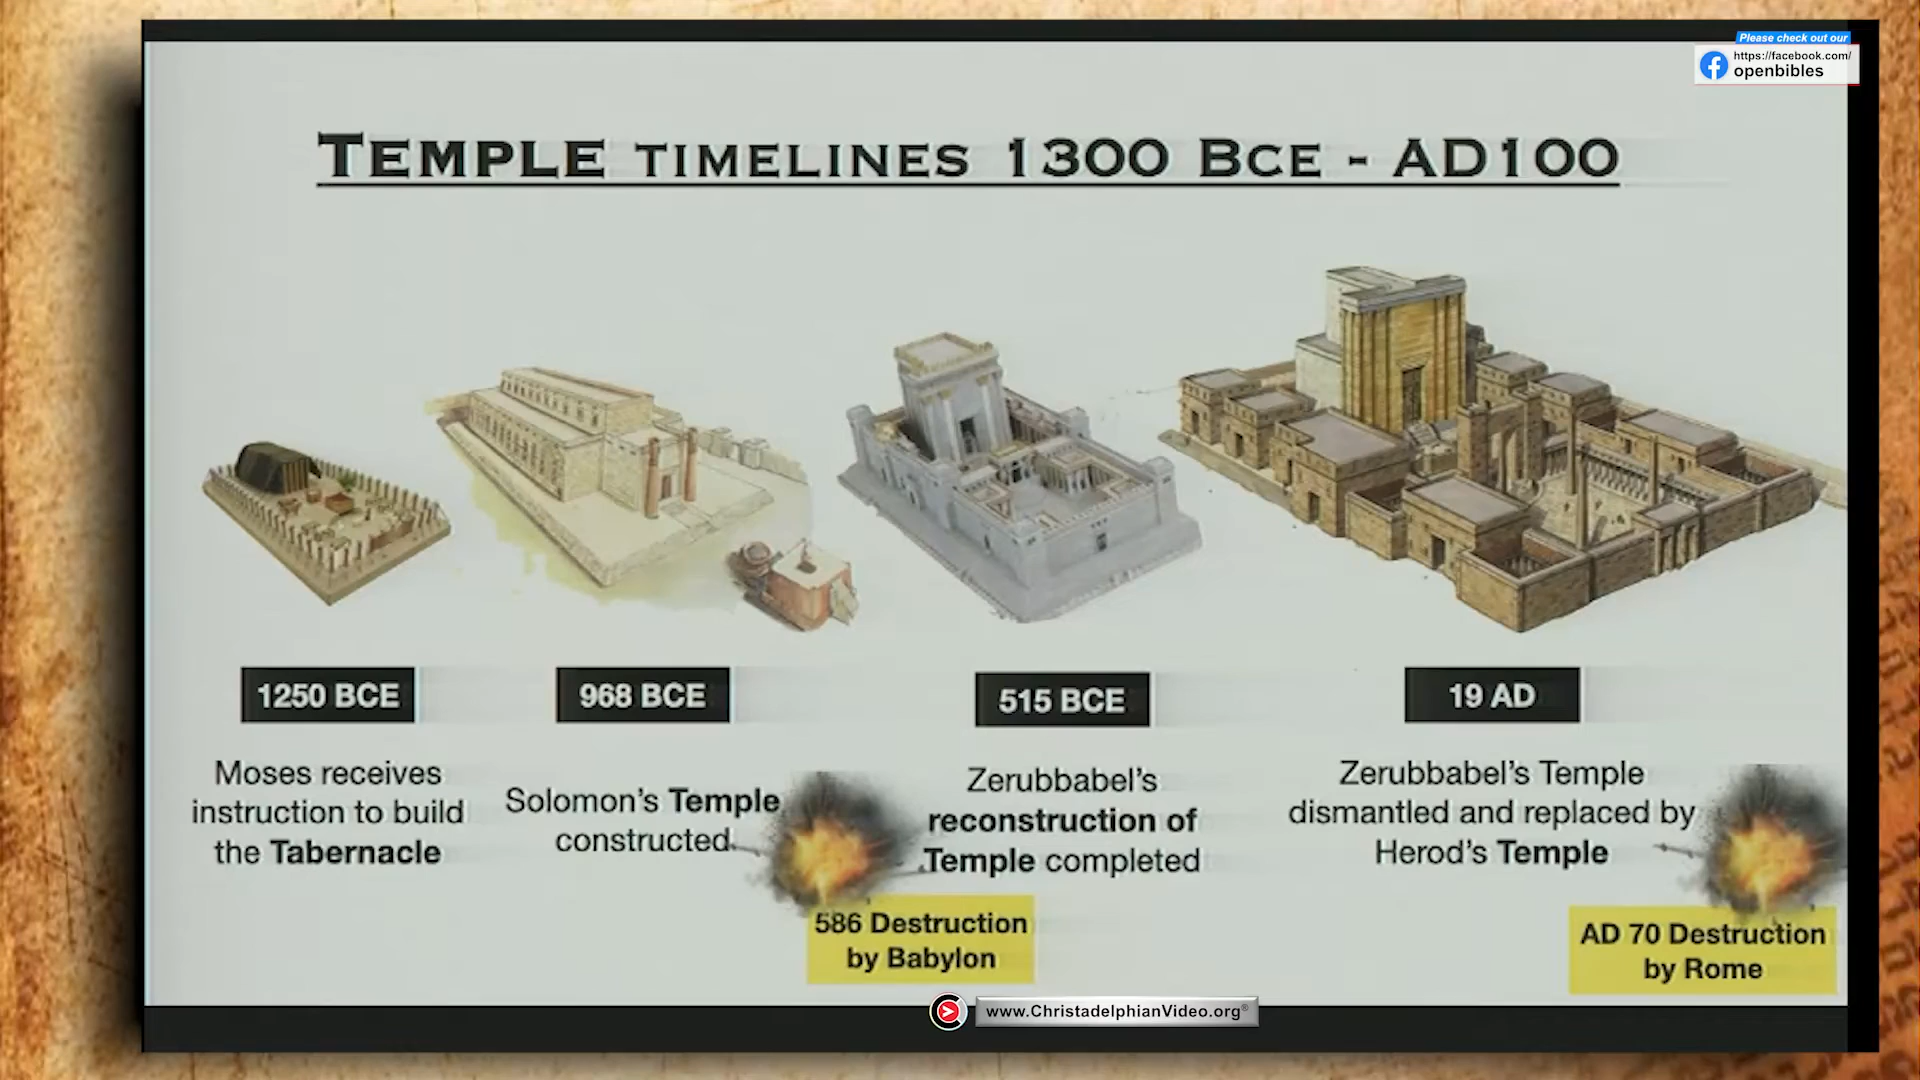 Please check out our
https://facebook.com/
openbibles
TEMPLE TIMELINES 1300 BCE - AD100
1250 BCE
Moses receives
instruction to build
the Tabernacle
968 BCE
Solomon's Temple
constructed
586 Destruction
by Babylon
515 BCE
Zerubbabel's
reconstruction of
Temple completed
19 AD
Zerubbabel's Temple
dismantled and replaced by
Herod's Temple
AD 70 Destruction
by Rome
www.ChristadelphianVideo.org®